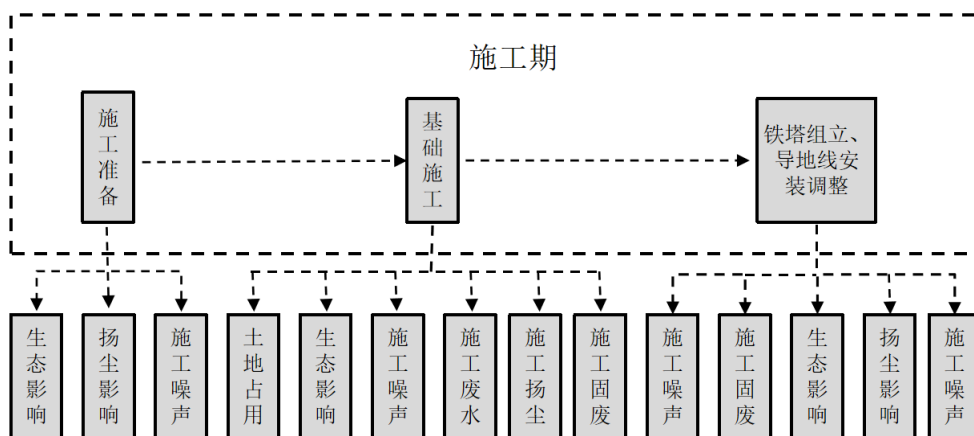 施工期
施工准备
基础施工
铁塔组立、
导地线安
装调整
生态影响
扬尘影响
施工噪声
土地占用
生态影响
施工噪声
施工废水
施工扬尘
施工固废
施工噪声
施工固废
生态影响
扬尘影响
施工噪声